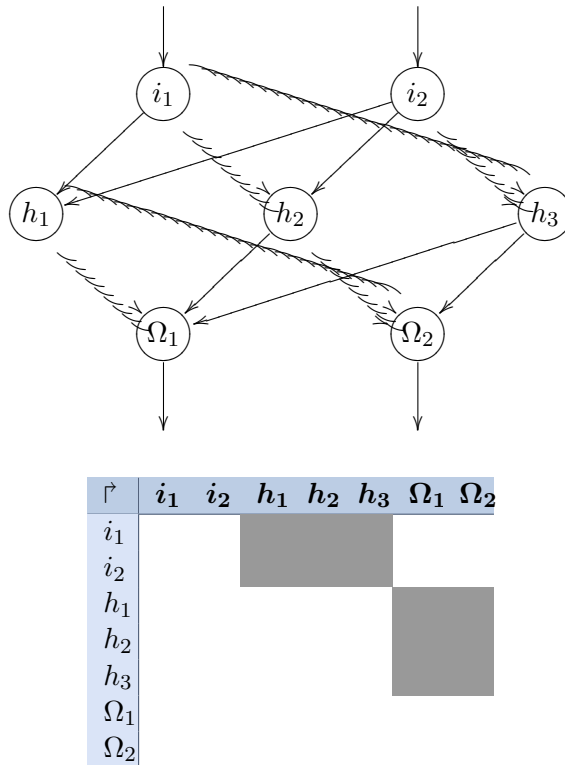 i₁ i₂
h₁ h₂ h₃
Ω₁ Ω₂
↱ i₁ i₂ h₁ h₂ h₃ Ω₁ Ω₂
i₁
i₂
h₁
h₂
h₃
Ω₁
Ω₂